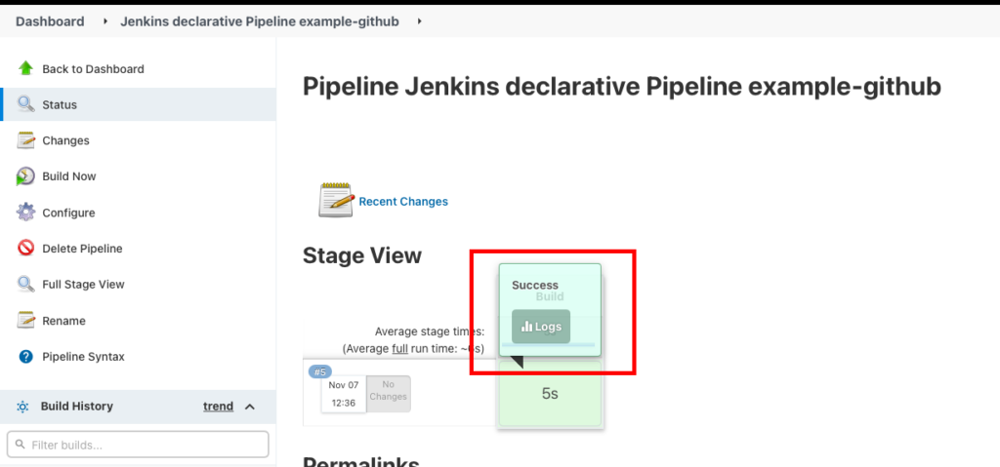 Dashboard
Jenkins declarative Pipeline example-github
Back to Dashboard
Status
Changes
Build Now
Configure
Delete Pipeline
Full Stage View
Rename
Pipeline Syntax
Build History
trend
Filter builds...
Pipeline Jenkins declarative Pipeline example-github
Recent Changes
Stage View
Success
Build
Logs
Average stage times:
(Average full run time: ~6s)
#5
Nov 07
12:36
No
Changes
5s
Permalinks